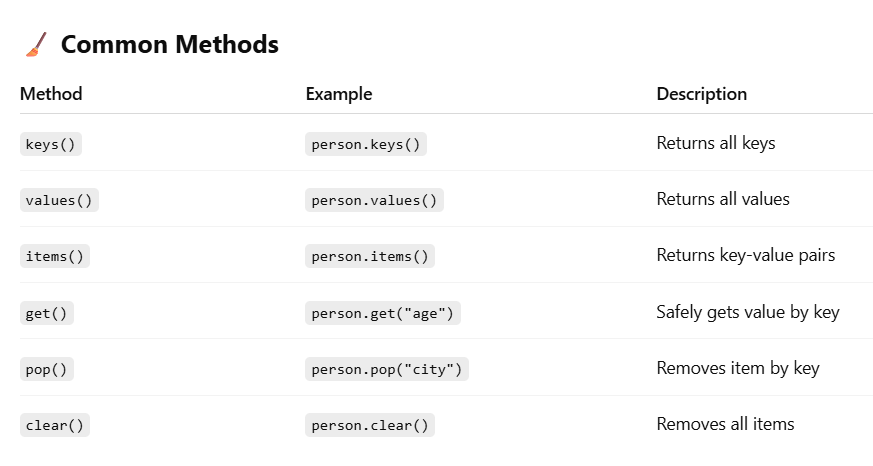 🧹 Common Methods
Method Example Description
keys() person.keys() Returns all keys
values() person.values() Returns all values
items() person.items() Returns key-value pairs
get() person.get("age") Safely gets value by key
pop() person.pop("city") Removes item by key
clear() person.clear() Removes all items